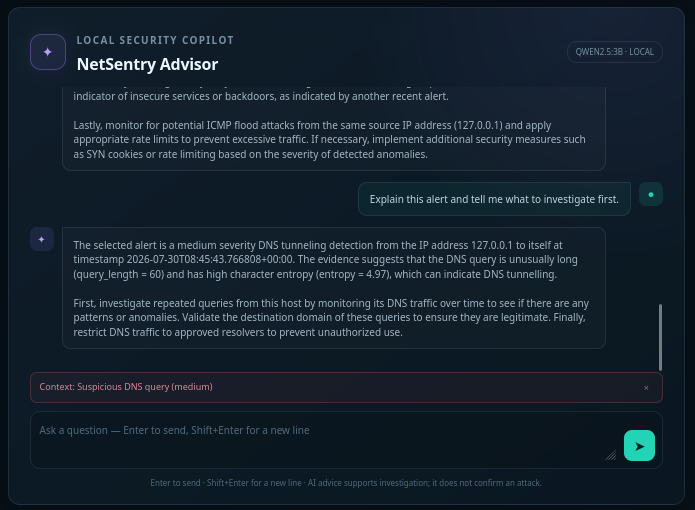 LOCAL SECURITY COPILOT
NetSentry Advisor
QWEN2.5:3B · LOCAL
indicator of insecure services or backdoors, as indicated by another recent alert.
Lastly, monitor for potential ICMP flood attacks from the same source IP address (127.0.0.1) and apply
appropriate rate limits to prevent excessive traffic. If necessary, implement additional security measures such
as SYN cookies or rate limiting based on the severity of detected anomalies.
Explain this alert and tell me what to investigate first.
The selected alert is a medium severity DNS tunneling detection from the IP address 127.0.0.1 to itself at
timestamp 2026-07-30T08:45:43.766808+00:00. The evidence suggests that the DNS query is unusually long
(query_length = 60) and has high character entropy (entropy = 4.97), which can indicate DNS tunnelling.
First, investigate repeated queries from this host by monitoring its DNS traffic over time to see if there are any
patterns or anomalies. Validate the destination domain of these queries to ensure they are legitimate. Finally,
restrict DNS traffic to approved resolvers to prevent unauthorized use.
Context: Suspicious DNS query (medium) ×
Ask a question — Enter to send, Shift+Enter for a new line
Enter to send · Shift+Enter for a new line · AI advice supports investigation; it does not confirm an attack.